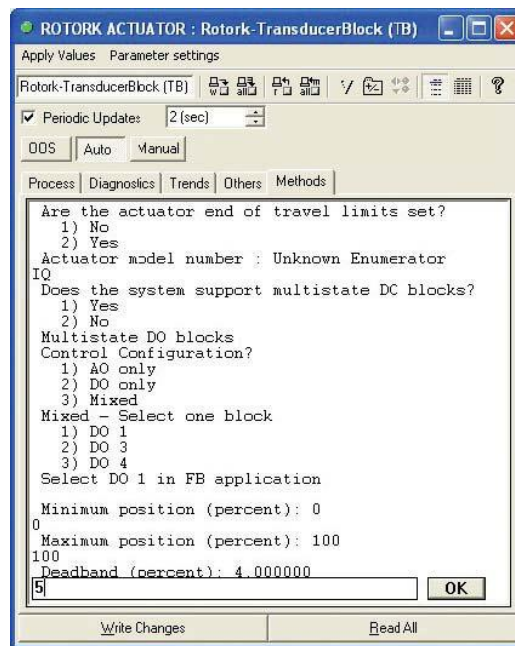 ROTORK ACTUATOR : Rotork-TransducerBlock (TB)
Apply Values Parameter settings
Rotork-TransducerBlock (TB)
Periodic Updates 2 (sec)
OOS Auto Manual
Process Diagnostics Trends Others Methods
Are the actuator end of travel limits set?
1) No
2) Yes
Actuator model number : Unknown Enumerator
IQ
Does the system support multistate DC blocks?
1) Yes
2) No
Multistate DO blocks
Control Configuration?
1) AO only
2) DO only
3) Mixed
Mixed - Select one block
1) DO 1
2) DO 3
3) DO 4
Select DO 1 in FB application
Minimum position (percent): 0
0
Maximum position (percent): 100
100
Deadband (percent): 4.000000
5 OK
Write Changes Read All